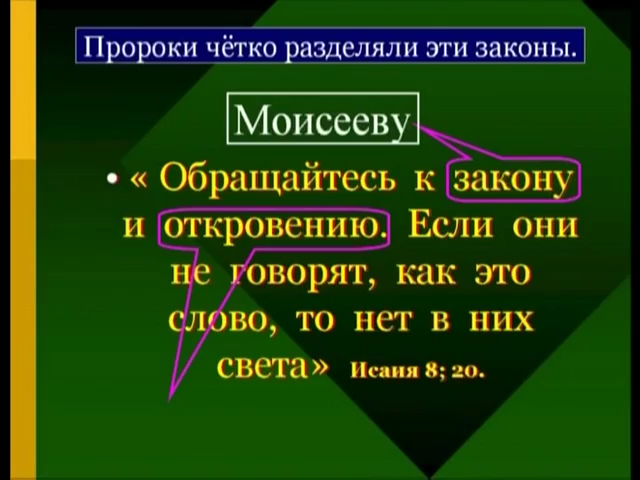 Пророки чётко разделяли эти законы.
Моисееву
• « Обращайтесь к закону
и откровению. Если они
не говорят, как это
слово, то нет в них
света» Исаия 8; 20.